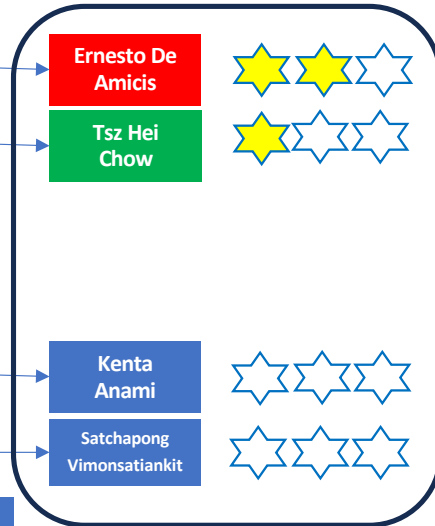 Ernesto De
Amicis
Tsz Hei
Chow
Kenta
Anami
Satchapong
Vimonsatiankit